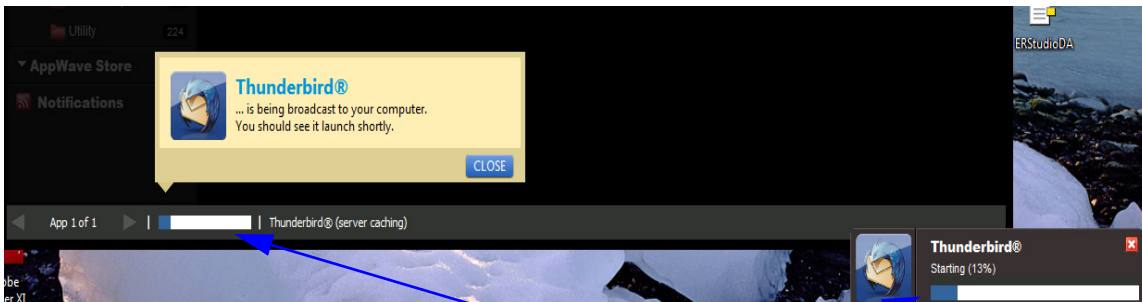 Utility 224
AppWave Store
Notifications
Thunderbird®
... is being broadcast to your computer.
You should see it launch shortly.
CLOSE
App 1 of 1 | | Thunderbird® (server caching)
ERStudioDA
Thunderbird®
Starting (13%)